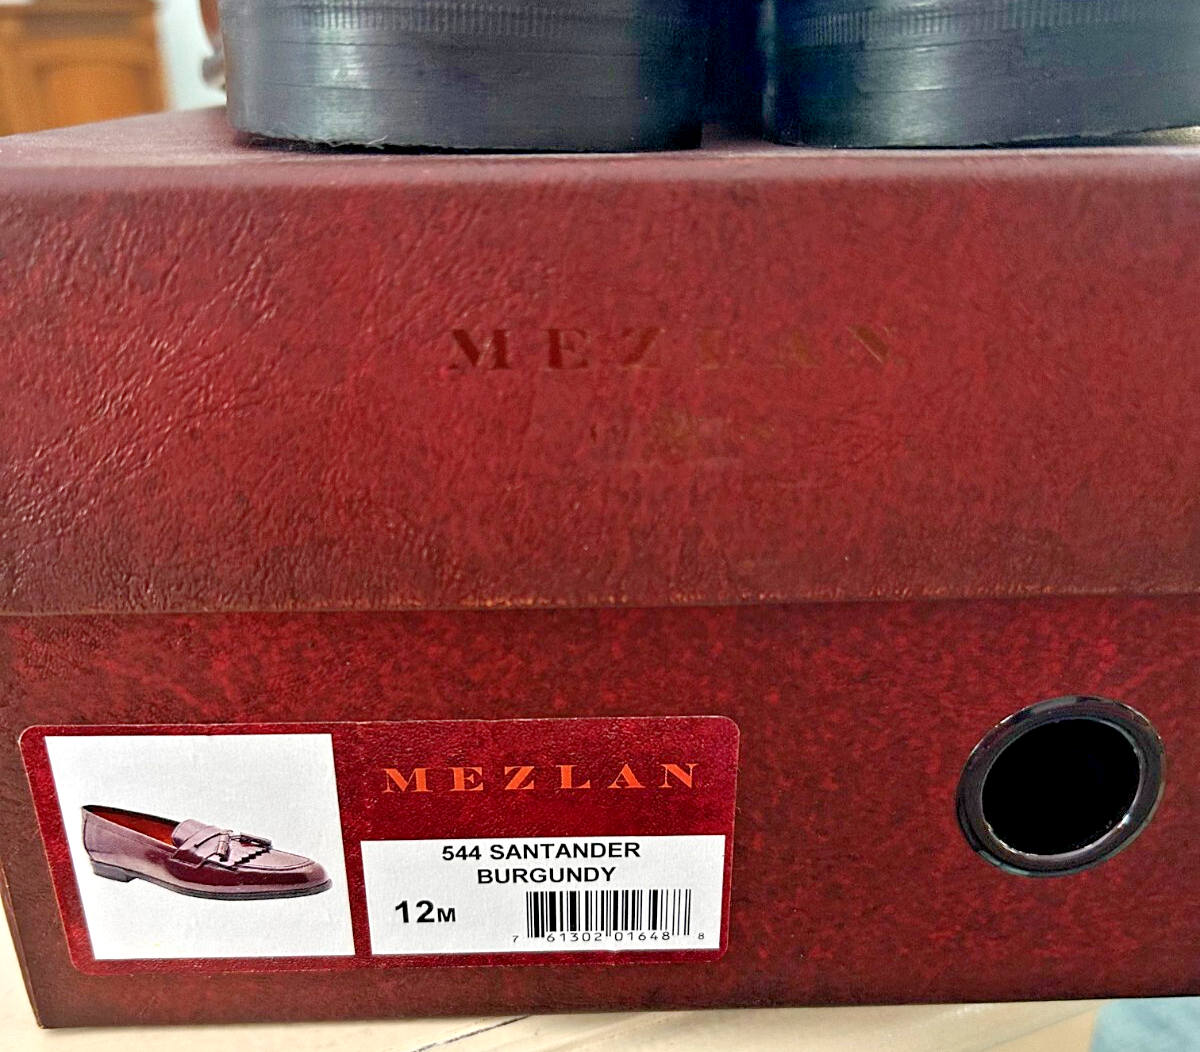 MEZLAN
MEZLAN
544 SANTANDER
BURGUNDY
12M
7 61302 01648 8